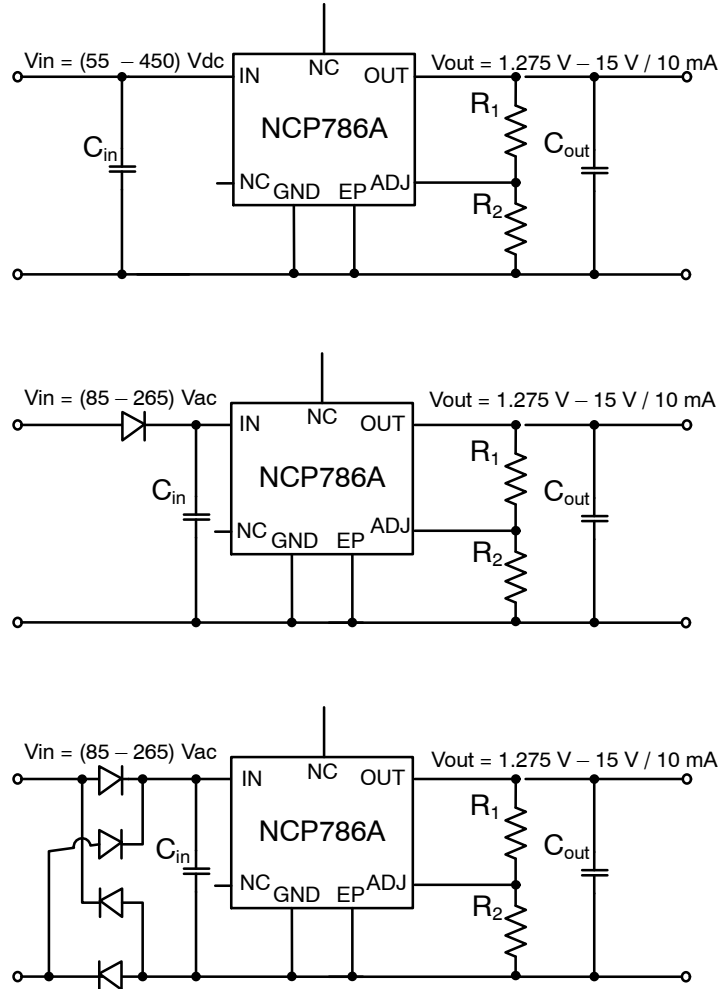 Vin = (55 – 450) Vdc
Vout = 1.275 V – 15 V / 10 mA
IN
NC
OUT
R1
NCP786A
Cin
Cout
NC
GND
EP
ADJ
R2
Vin = (85 – 265) Vac
Vout = 1.275 V – 15 V / 10 mA
IN
NC
OUT
R1
NCP786A
Cin
Cout
NC
GND
EP
ADJ
R2
Vin = (85 – 265) Vac
Vout = 1.275 V – 15 V / 10 mA
IN
NC
OUT
R1
NCP786A
Cin
Cout
NC
GND
EP
ADJ
R2